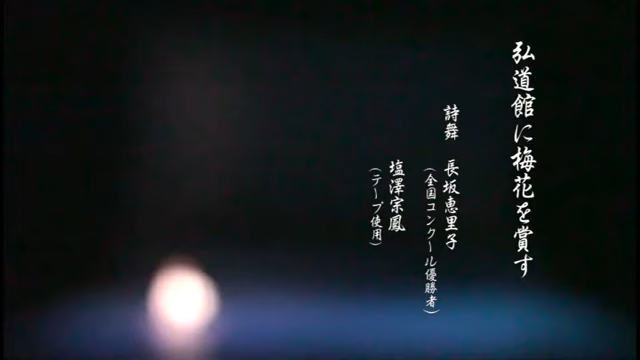 弘道館に梅花を賞す
詩舞 長坂恵里子
(全国コンクール優勝者)
塩澤宗鳳
(テープ使用)